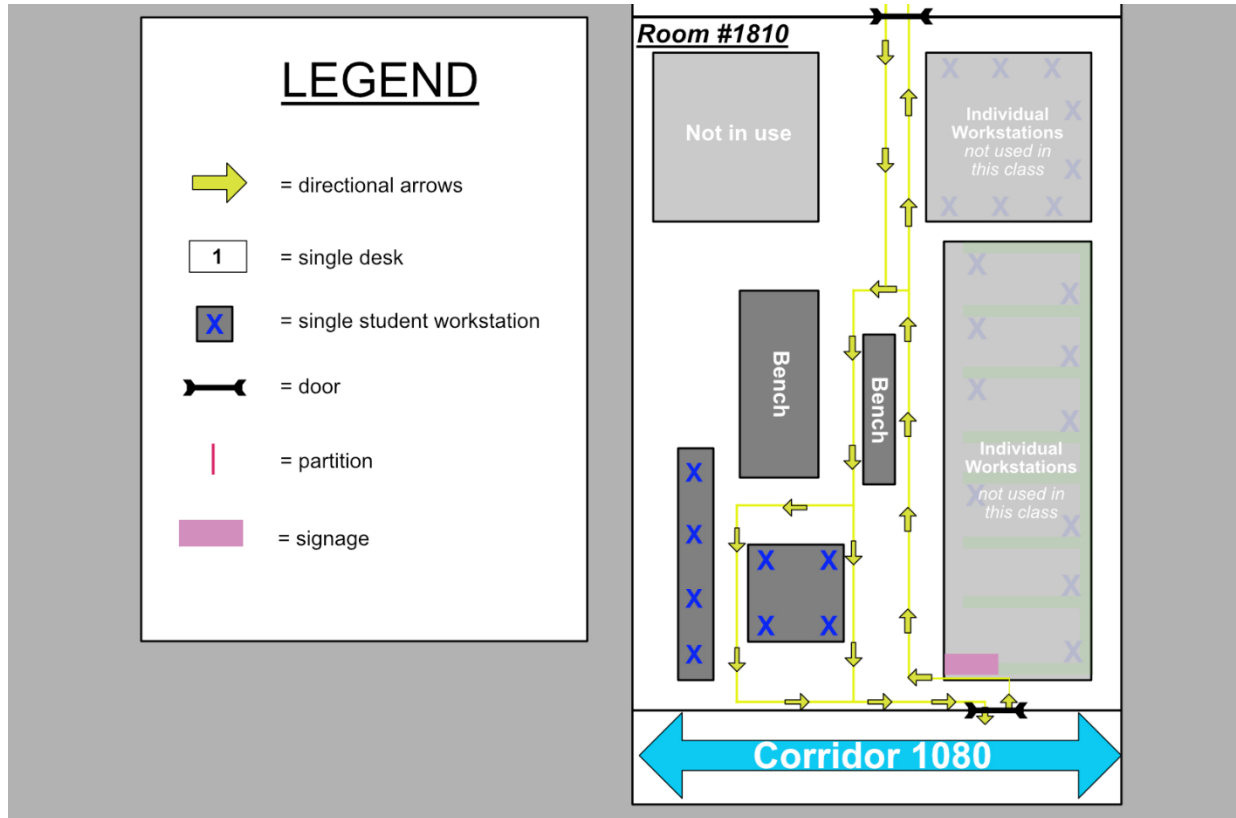 LEGEND
= directional arrows
1
= single desk
X
= single student workstation
= door
= partition
= signage
Room #1810
Not in use
X X X
X
Individual
Workstations
not used in
this class
X
X X X
Bench
Bench
X
X
X
X
X
X
X
Individual
Workstations
X
not used in
this class
X
X
X
X
X
X
X
X X
X X
Corridor 1080